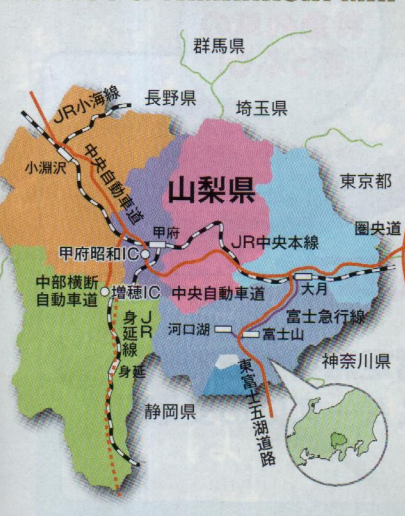 群馬県
長野県
埼玉県
JR小海線
小淵沢
中央自動車道
山梨県
東京都
甲府
JR中央本線
圏央道
甲府昭和IC
中部横断
自動車道
増穂IC
中央自動車道
大月
JR
身延線
河口湖
富士急行線
富士山
身延
神奈川県
静岡県
東富士五湖道路